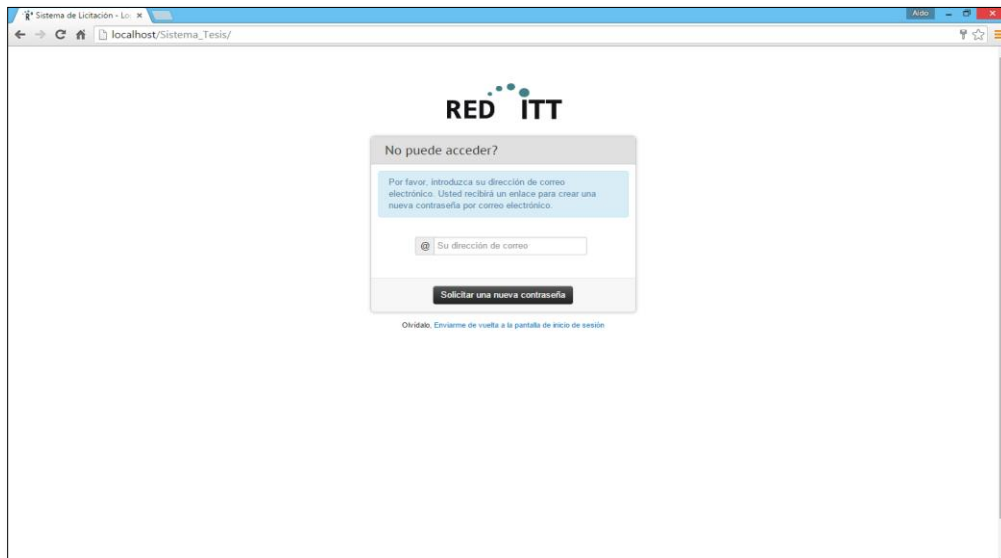 Sistema de Licitación - Lo
Aldo
localhost/Sistema_Tesis/
RED ITT
No puede acceder?
Por favor, introduzca su dirección de correo
electrónico. Usted recibirá un enlace para crear una
nueva contraseña por correo electrónico.
@ Su dirección de correo
Solicitar una nueva contraseña
Olvídalo, Enviarme de vuelta a la pantalla de inicio de sesión